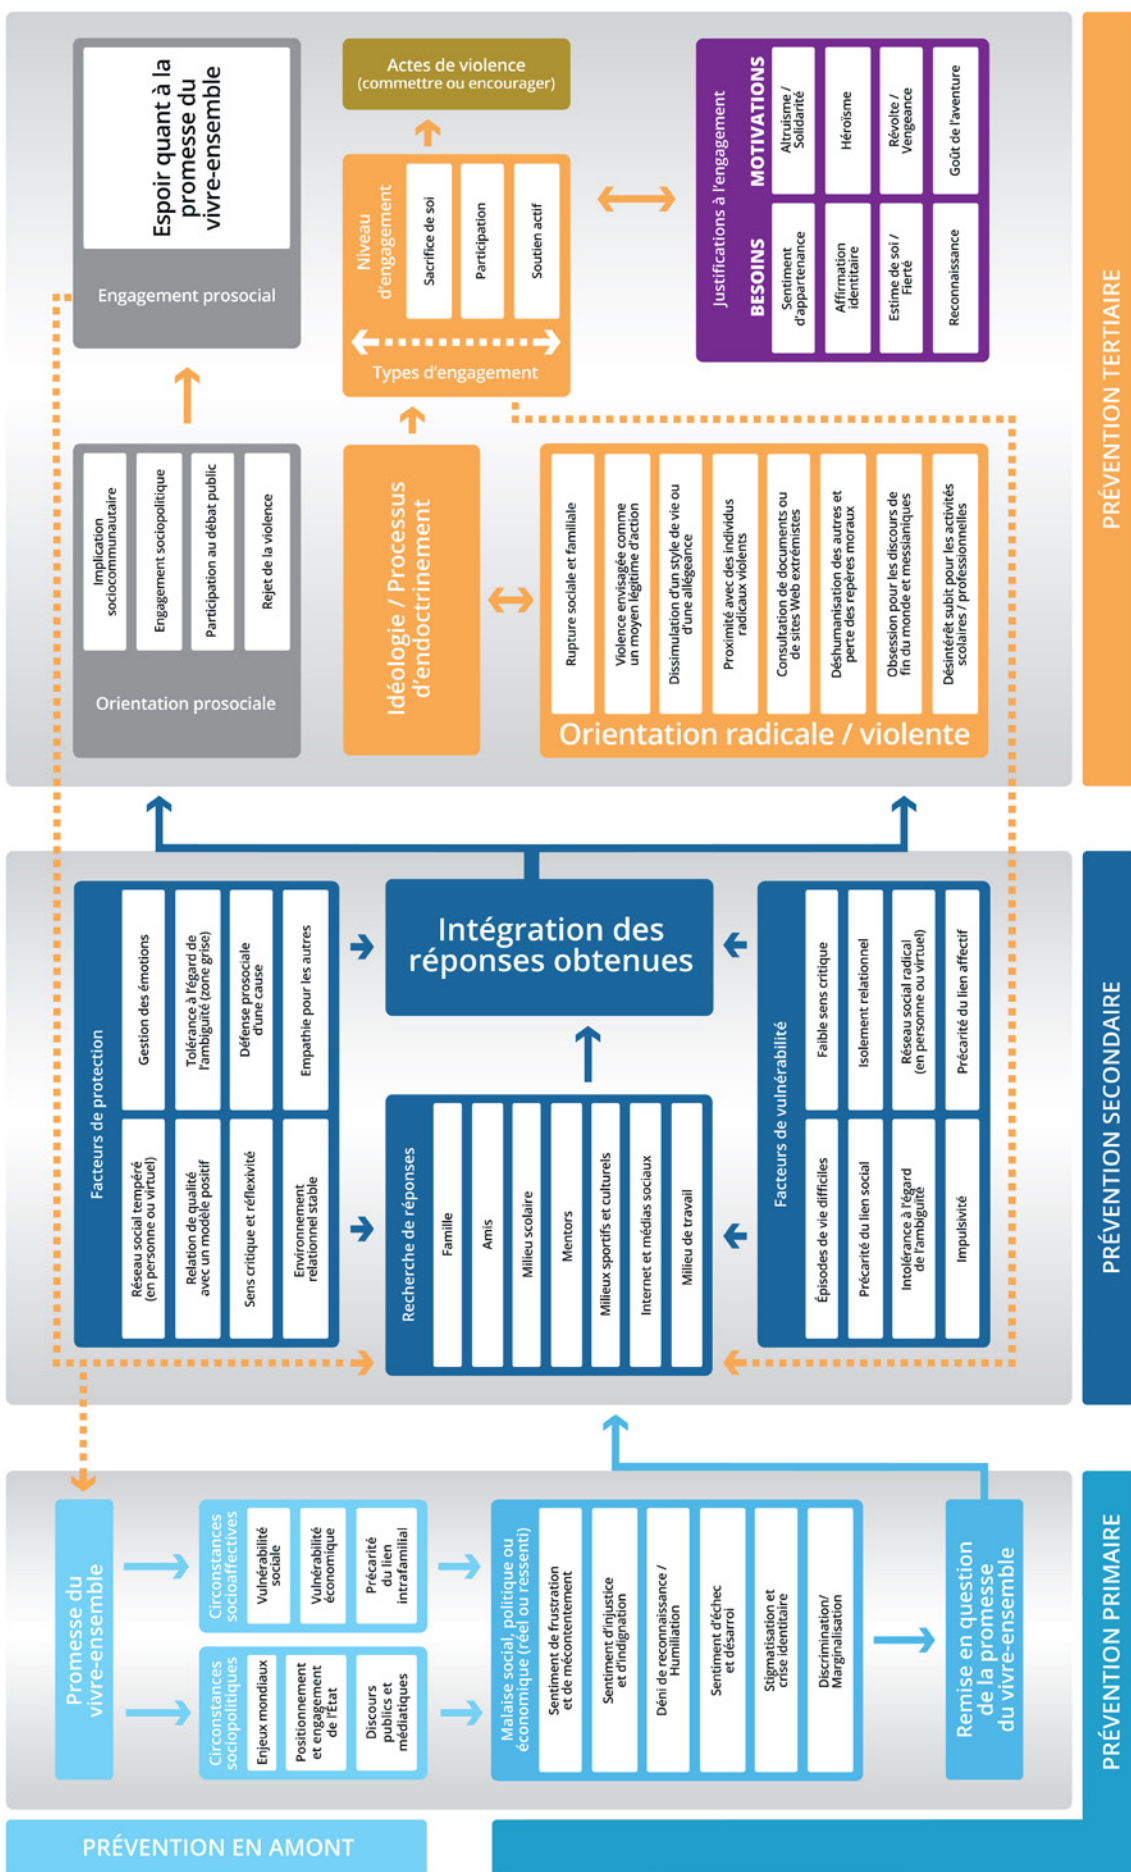 PRÉVENTION EN AMONT
Promesse du
vivre-ensemble
Circonstances
sociopolitiques
Enjeux mondiaux
Positionnement
et engagement
de l'État
Discours
publics et
médiatiques
Circonstances
socioaffectives
Vulnérabilité
sociale
Vulnérabilité
économique
Précarité
du lien
intrafamilial
Malaise social, politique ou
économique (réel ou ressenti)
Sentiment de frustration
et de mécontentement
Sentiment d'injustice
et d'indignation
Déni de reconnaissance /
Humiliation
Sentiment d'échec
et désarroi
Stigmatisation et
crise identitaire
Discrimination/
Marginalisation
Remise en question
de la promesse
du vivre-ensemble
PRÉVENTION PRIMAIRE
Facteurs de protection
Réseau social tempéré
(en personne ou virtuel)
Relation de qualité
avec un modèle positif
Sens critique et réflexivité
Environnement
relationnel stable
Gestion des émotions
Tolérance à l'égard de
l'ambiguïté (zone grise)
Défense prosociale
d'une cause
Empathie pour les autres
Recherche de réponses
Famille
Amis
Milieu scolaire
Mentors
Milieux sportifs et culturels
Internet et médias sociaux
Milieu de travail
Intégration des
réponses obtenues
Facteurs de vulnérabilité
Épisodes de vie difficiles
Précarité du lien social
Intolérance à l'égard
de l'ambiguïté
Impulsivité
Faible sens critique
Isolement relationnel
Réseau social radical
(en personne ou virtuel)
Précarité du lien affectif
PRÉVENTION SECONDAIRE
Orientation prosociale
Implication
sociocommunautaire
Engagement sociopolitique
Participation au débat public
Rejet de la violence
Engagement prosocial
Espoir quant à la
promesse du
vivre-ensemble
Idéologie / Processus
d'endoctrinement
Types d'engagement
Niveau
d'engagement
Sacrifice de soi
Participation
Soutien actif
Actes de violence
(commettre ou encourager)
Orientation radicale / violente
Rupture sociale et familiale
Violence envisagée comme
un moyen légitime d'action
Dissimulation d'un style de vie ou
d'une allégeance
Proximité avec des individus
radicaux violents
Consultation de documents ou
de sites Web extrémistes
Déshumanisation des autres et
perte des repères moraux
Obsession pour les discours de
fin du monde et messianiques
Désintérêt subit pour les activités
scolaires / professionnelles
Justifications à l'engagement
BESOINS
Sentiment
d'appartenance
Affirmation
identitaire
Estime de soi /
Fierté
Reconnaissance
MOTIVATIONS
Altruisme /
Solidarité
Héroïsme
Révolte /
Vengeance
Goût de l'aventure
PRÉVENTION TERTIAIRE